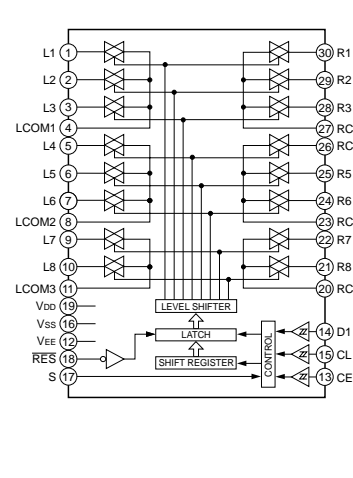 L1 1 30 R1
L2 2 29 R2
L3 3 28 R3
LCOM1 4 27 RC
L4 5 26 RC
L5 6 25 R5
L6 7 24 R6
LCOM2 8 23 RC
L7 9 22 R7
L8 10 21 R8
LCOM3 11 20 RC
VDD 19 LEVEL SHIFTER
VSS 16 LATCH 14 D1
VEE 12 CONTROL 15 CL
RES 18 SHIFT REGISTER
S 17 13 CE